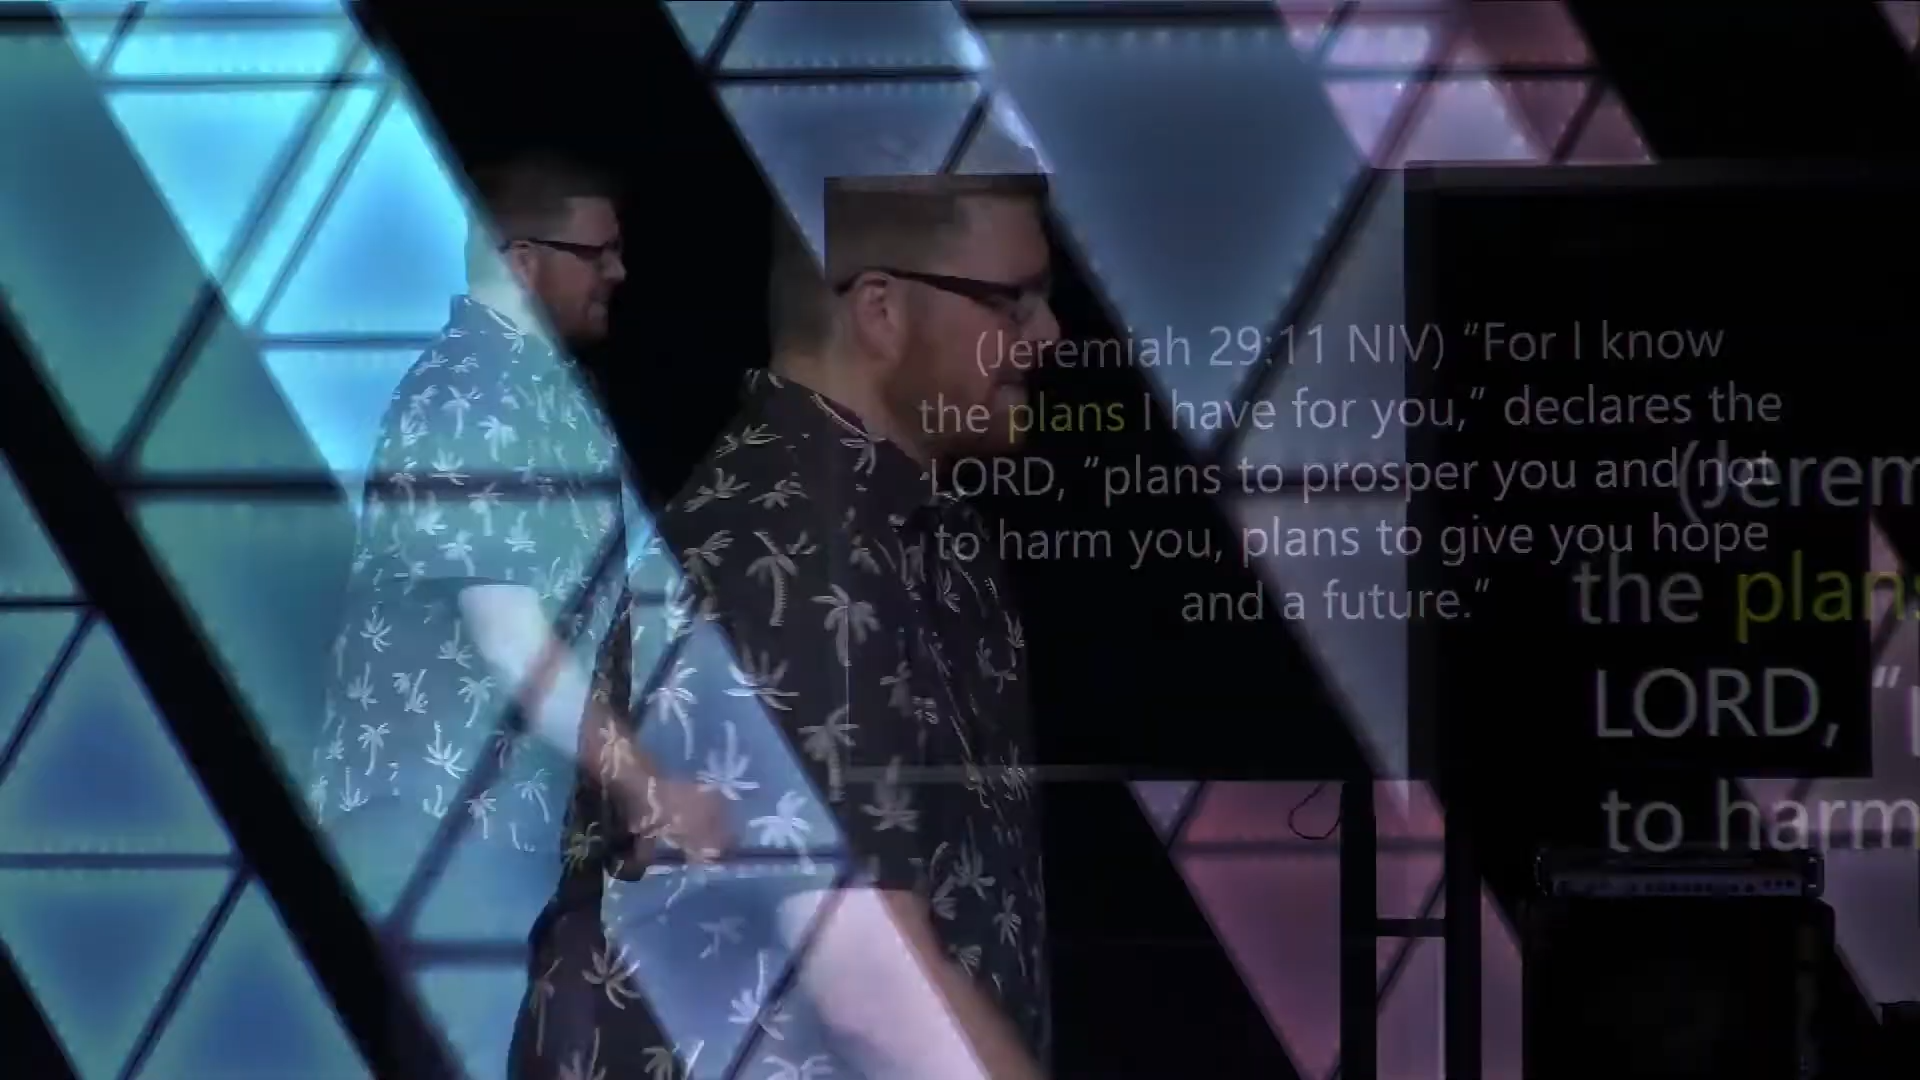 (Jeremiah 29:11 NIV) “For I know
the plans I have for you,” declares the
LORD, “plans to prosper you and not
to harm you, plans to give you hope
and a future.”
(Jerem
the plans
LORD, “p
to harm